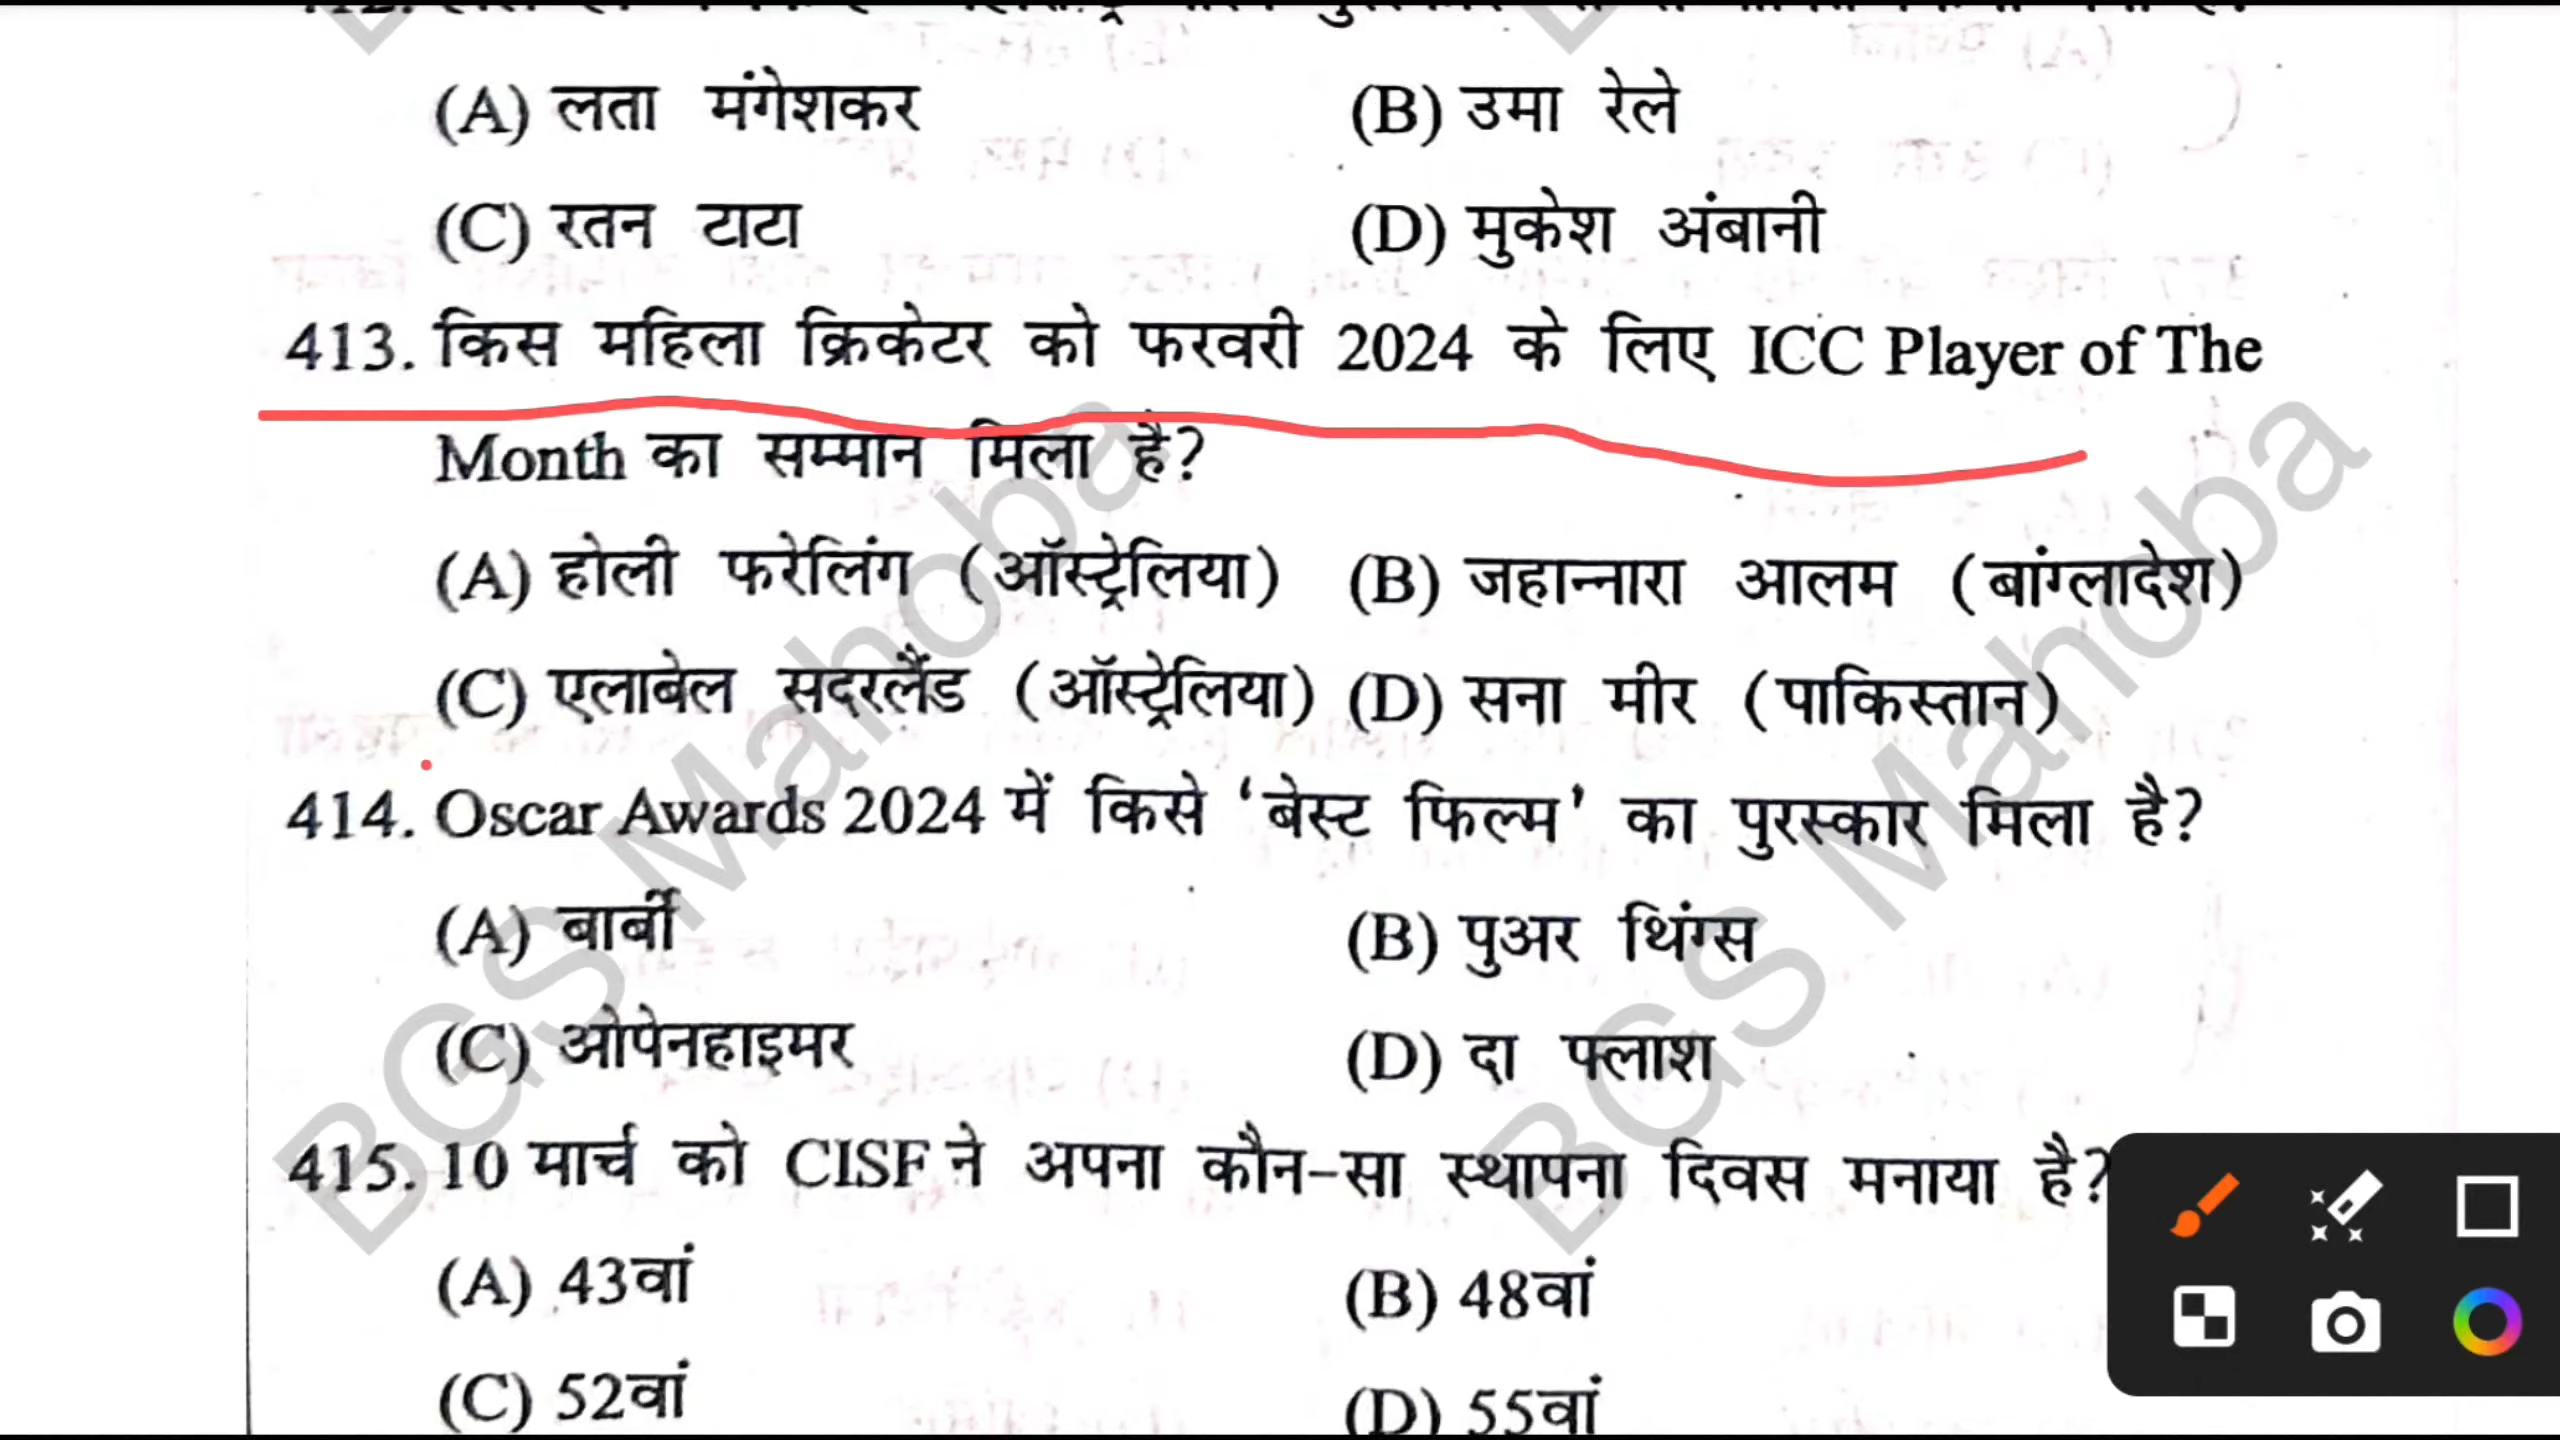 (A) लता मंगेशकर (B) उमा रेले
(C) रतन टाटा (D) मुकेश अंबानी
413. किस महिला क्रिकेटर को फरवरी 2024 के लिए ICC Player of The
Month का सम्मान मिला है?
(A) होली फरेलिंग (ऑस्ट्रेलिया) (B) जहान्नारा आलम (बांग्लादेश)
(C) एलाबेल सदरलैंड (ऑस्ट्रेलिया) (D) सना मीर (पाकिस्तान)
414. Oscar Awards 2024 में किसे ‘बेस्ट फिल्म’ का पुरस्कार मिला है?
(A) बार्बी (B) पुअर थिंग्स
(C) ओपेनहाइमर (D) दा फ्लाश
415. 10 मार्च को CISF ने अपना कौन-सा स्थापना दिवस मनाया है?
(A) 43वां (B) 48वां
(C) 52वां (D) 55वां
BGS Mahoba
BGS Mahoba